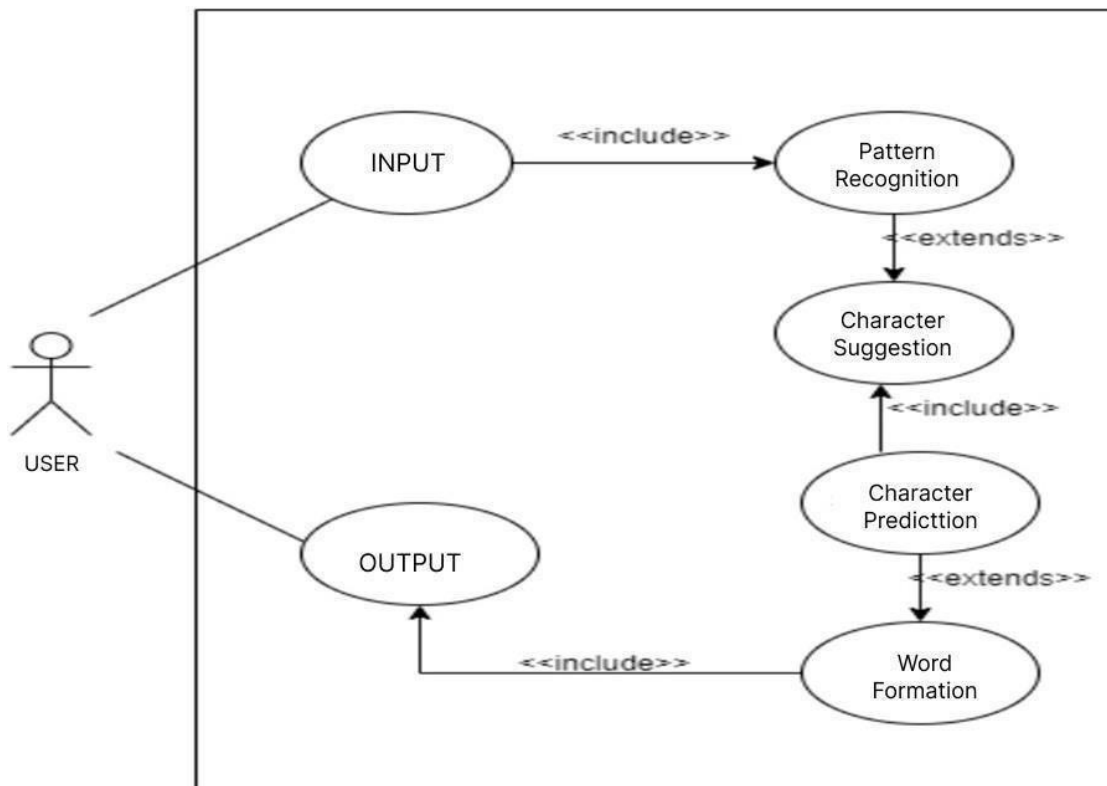 INPUT
<<include>>
Pattern
Recognition
<<extends>>
Character
Suggestion
<<include>>
Character
Predicttion
<<extends>>
Word
Formation
<<include>>
OUTPUT
USER